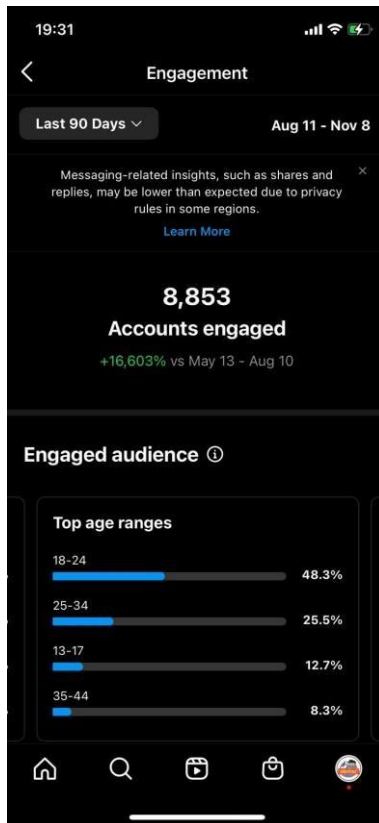 19:31
Engagement
Last 90 Days
Aug 11 - Nov 8
Messaging-related insights, such as shares and
replies, may be lower than expected due to privacy
rules in some regions.
Learn More
8,853
Accounts engaged
+16,603% vs May 13 - Aug 10
Engaged audience
Top age ranges
18-24
48.3%
25-34
25.5%
13-17
12.7%
35-44
8.3%